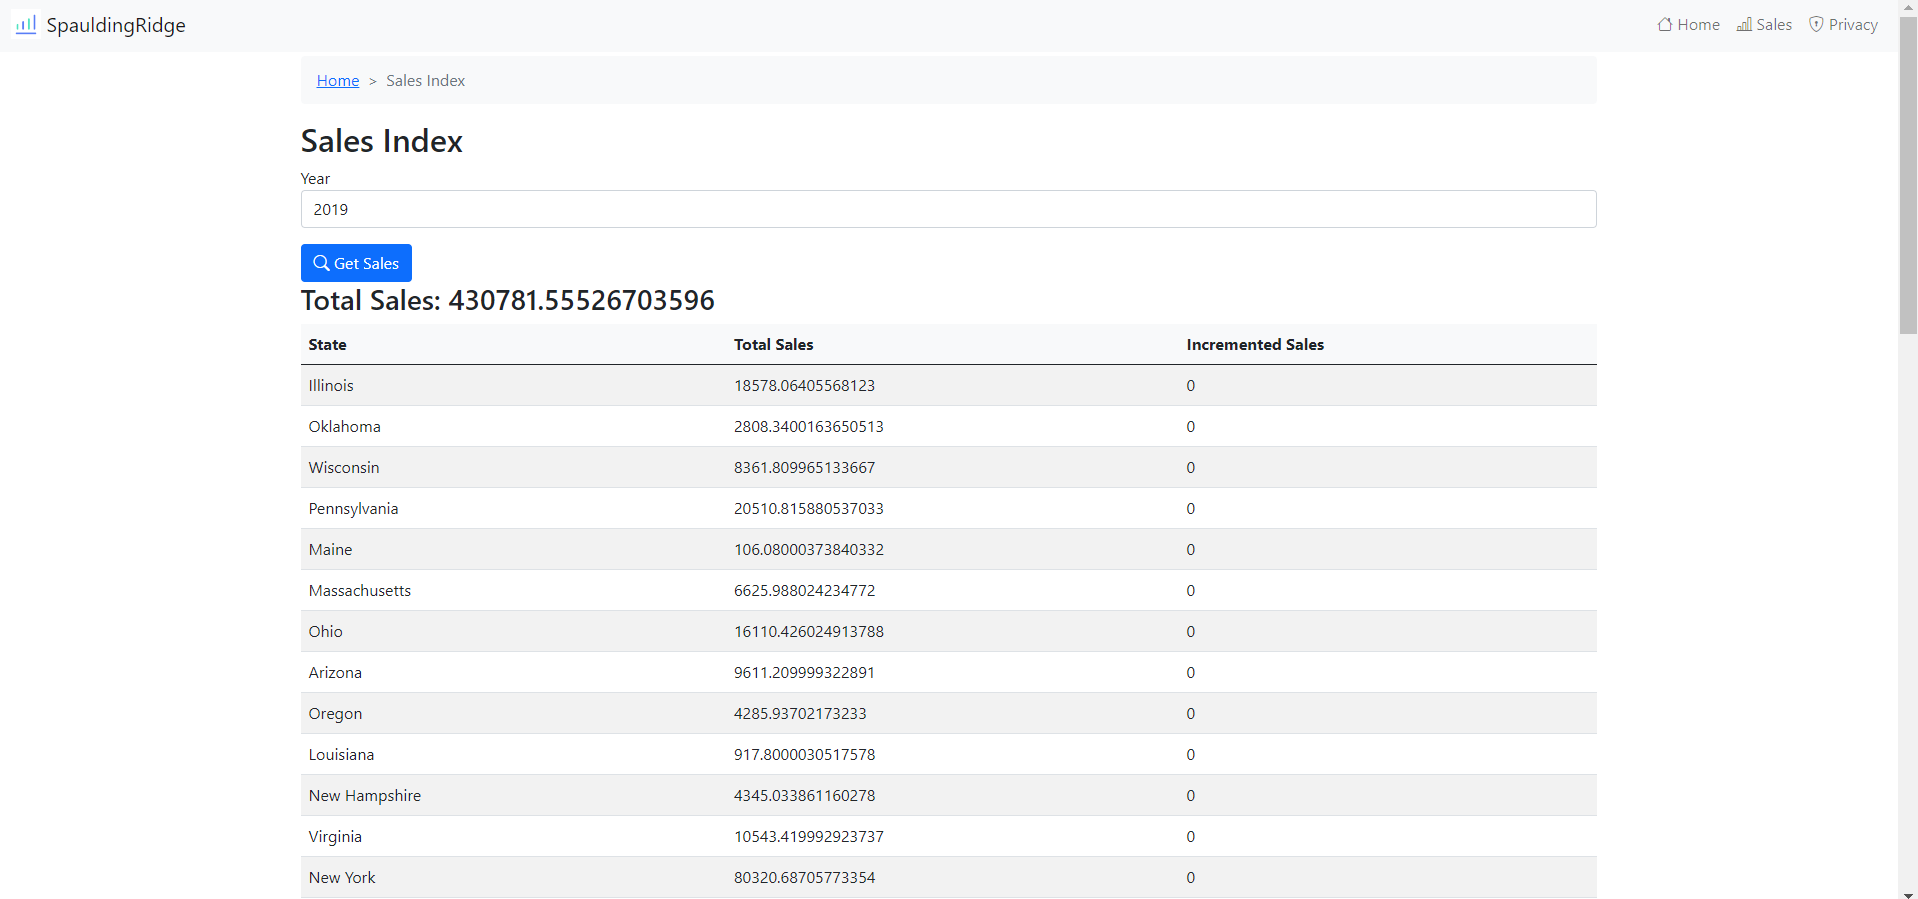 SpauldingRidge Home Sales Privacy
Home > Sales Index
Sales Index
Year
2019
Get Sales
Total Sales: 430781.55526703596
State Total Sales Incremented Sales
Illinois 18578.06405568123 0
Oklahoma 2808.3400163650513 0
Wisconsin 8361.809965133667 0
Pennsylvania 20510.815880537033 0
Maine 106.08000373840332 0
Massachusetts 6625.988024234772 0
Ohio 16110.426024913788 0
Arizona 9611.209999322891 0
Oregon 4285.93702173233 0
Louisiana 917.8000030517578 0
New Hampshire 4345.033861160278 0
Virginia 10543.419992923737 0
New York 80320.68705773354 0